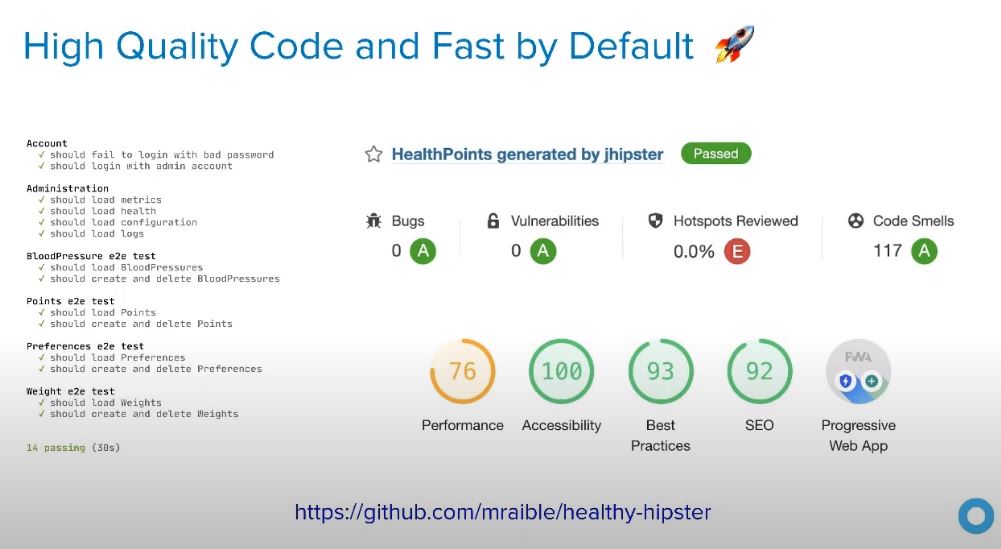 High Quality Code and Fast by Default
Account
✓ should fail to login with bad password
✓ should login with admin account
Administration
✓ should load metrics
✓ should load health
✓ should load configuration
✓ should load logs
BloodPressure e2e test
✓ should load BloodPressures
✓ should create and delete BloodPressures
Points e2e test
✓ should load Points
✓ should create and delete Points
Preferences e2e test
✓ should load Preferences
✓ should create and delete Preferences
Weight e2e test
✓ should load Weights
✓ should create and delete Weights
14 passing (30s)
HealthPoints generated by jhipster Passed
Bugs Vulnerabilities Hotspots Reviewed Code Smells
0 A 0 A 0.0% E 117 A
76 100 93 92 PWA
Performance Accessibility Best Practices SEO Progressive Web App
https://github.com/mraible/healthy-hipster